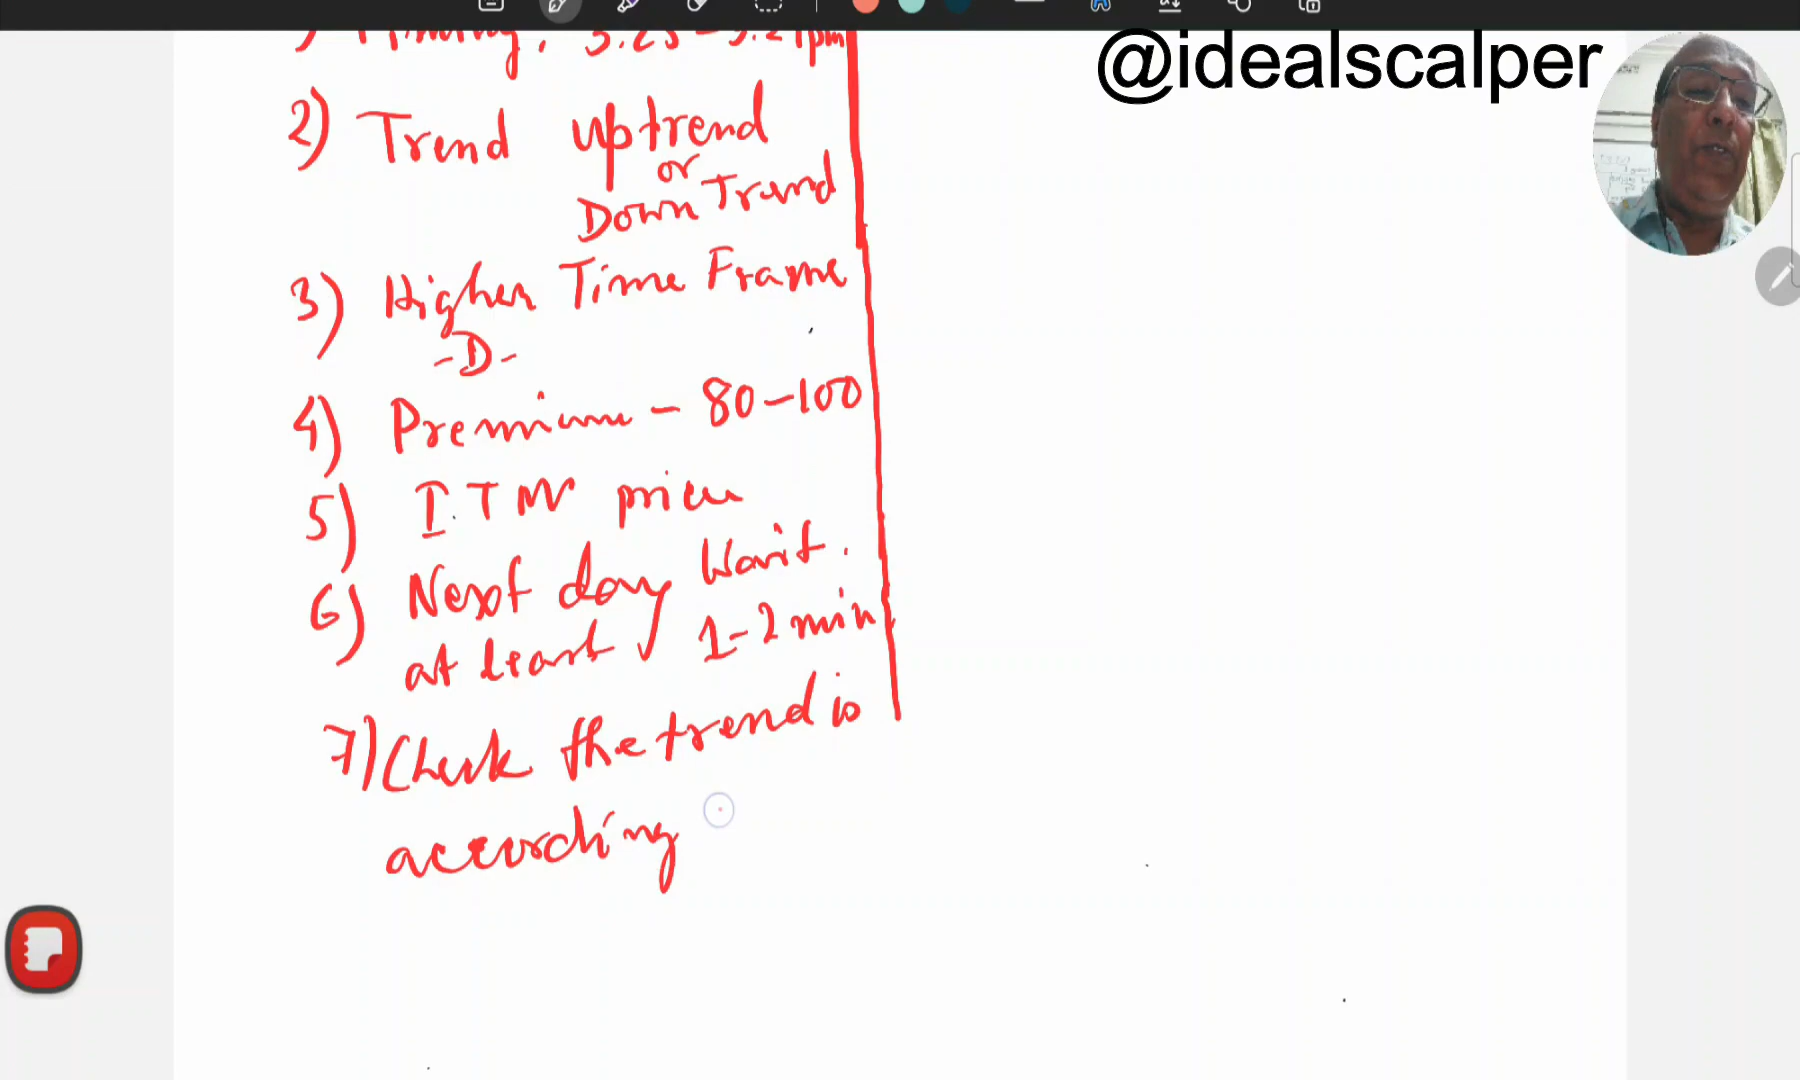 @idealscalper
2) Trend uptrend
or
Down Trend
3) Higher Time Frame
-D-
4) Premium - 80-100
5) ITM price
6) Next day Wait.
at least 1-2 min
7) Check the trend is
according